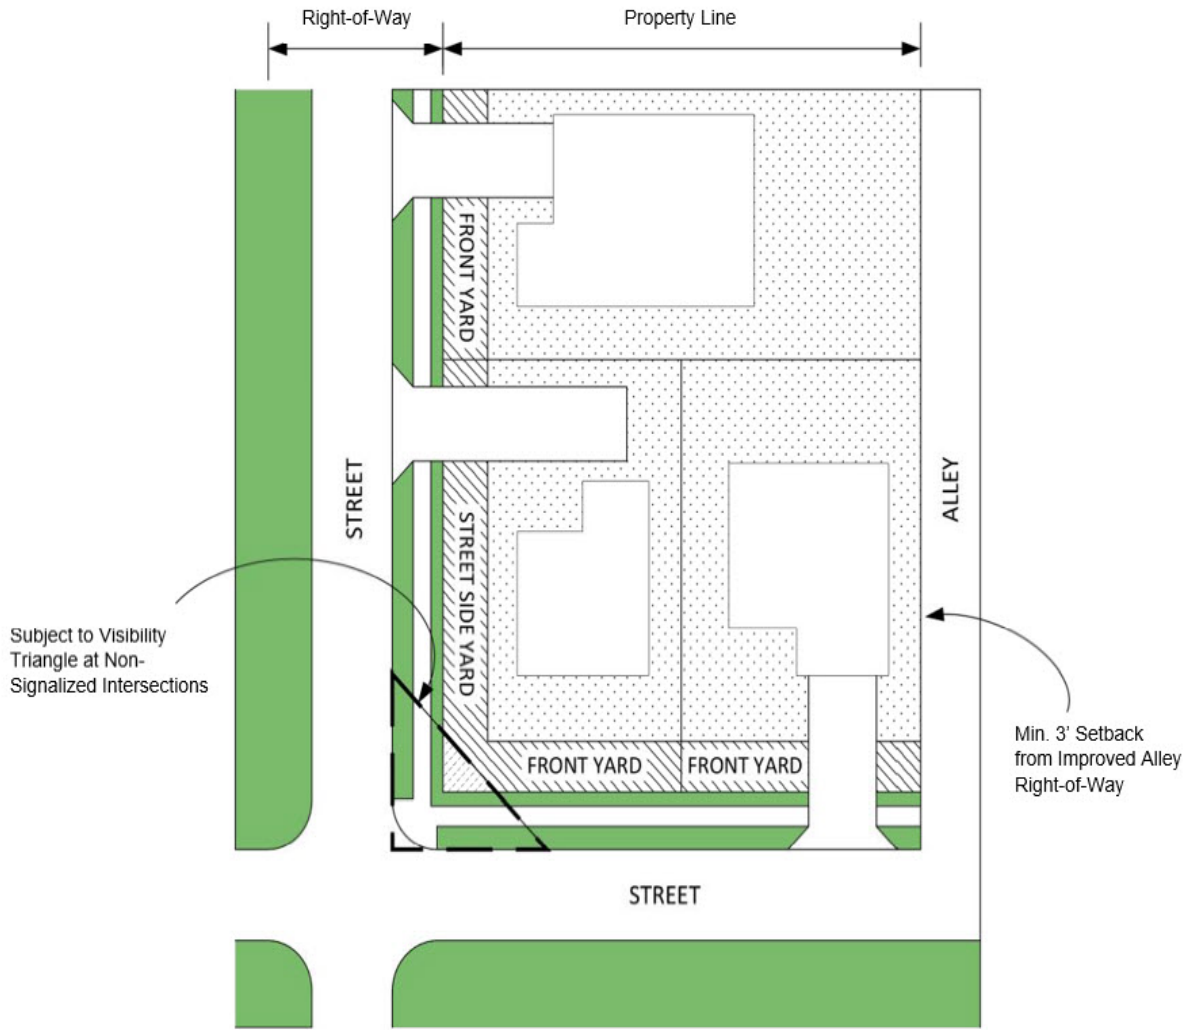 Right-of-Way
Property Line
FRONT YARD
STREET
ALLEY
STREET SIDE YARD
Subject to Visibility
Triangle at Non-
Signalized Intersections
Min. 3' Setback
from Improved Alley
Right-of-Way
FRONT YARD
FRONT YARD
STREET